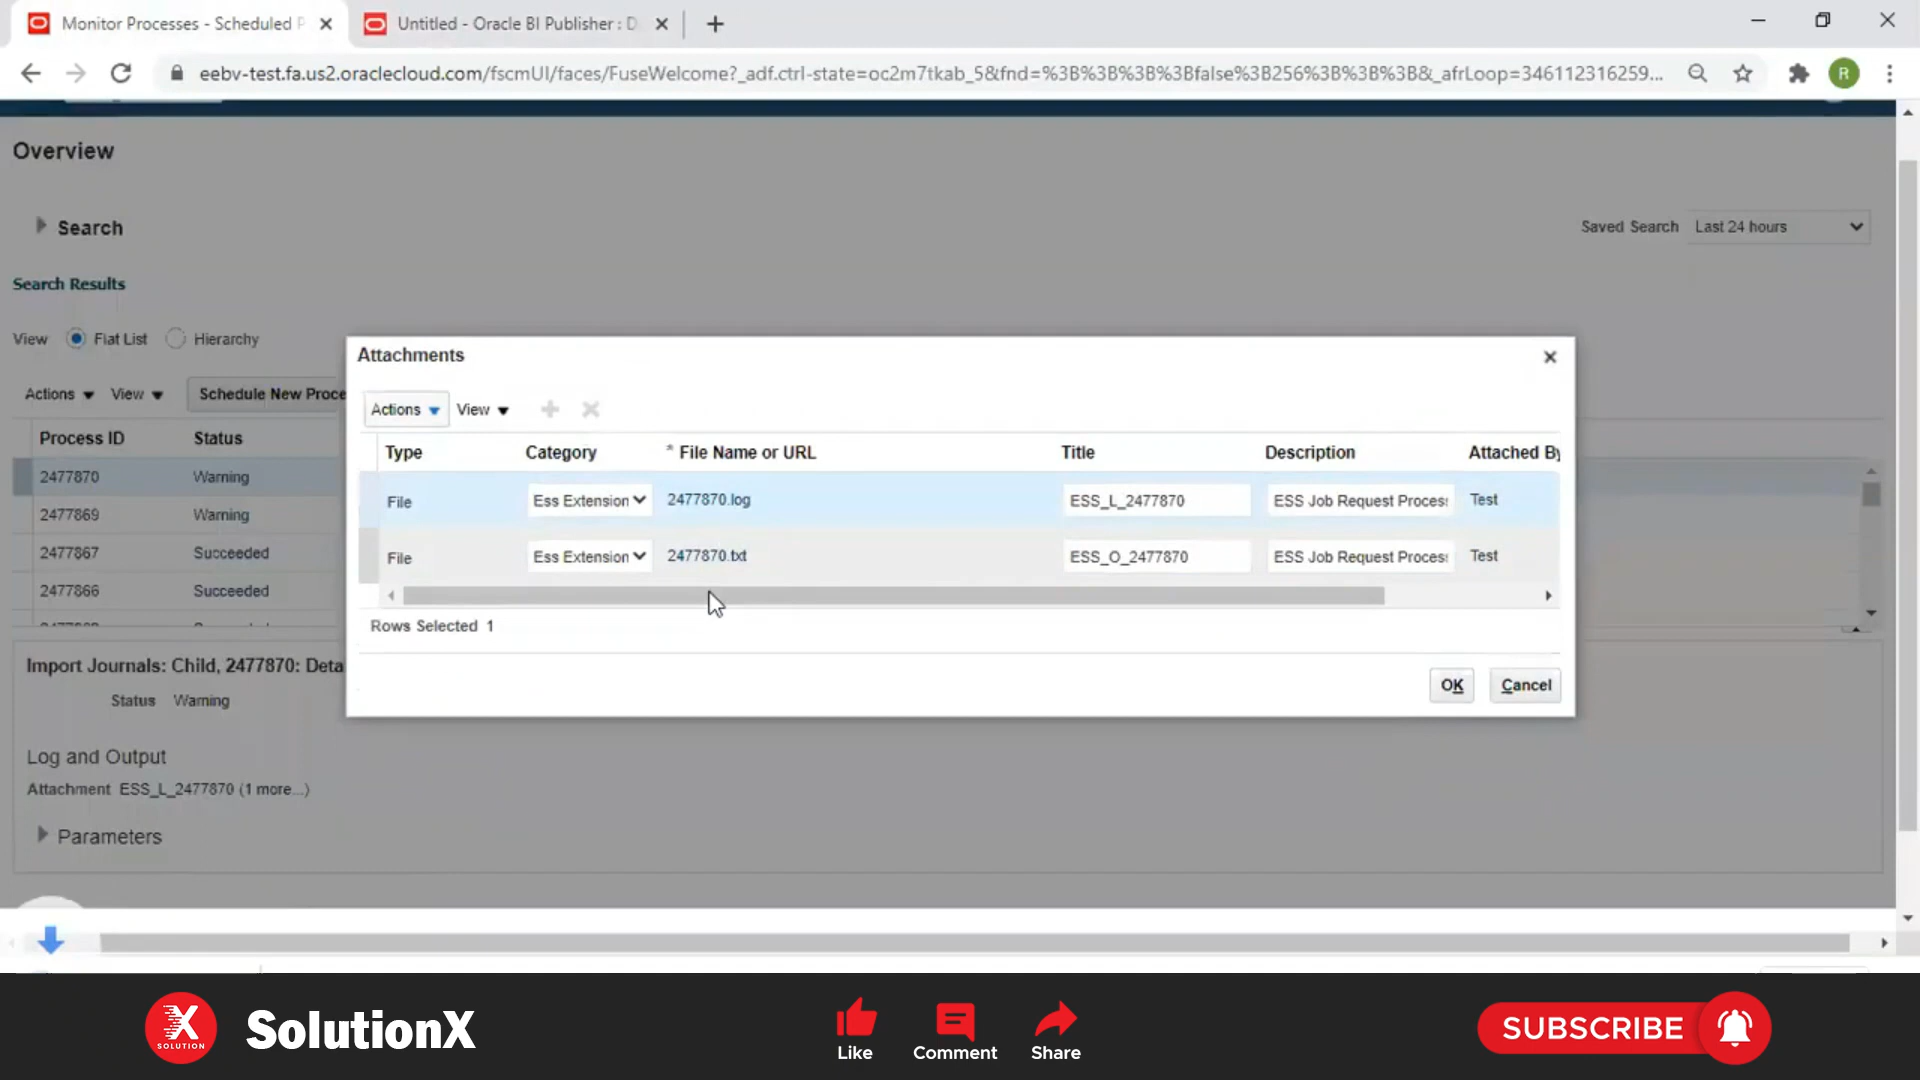 Monitor Processes - Scheduled P
Untitled - Oracle BI Publisher : D
eebv-test.fa.us2.oraclecloud.com/fscmUI/faces/FuseWelcome?_adf.ctrl-state=oc2m7tkab_5&fnd=%3B%3B%3B%3Bfalse%3B256%3B%3B%3B&_afrLoop=346112316259...
R
Overview
Search
Saved Search Last 24 hours
Search Results
View Flat List Hierarchy
Actions View Schedule New Proce
Process ID Status
2477870 Warning
2477869 Warning
2477867 Succeeded
2477866 Succeeded
Attachments
Actions View
Type Category * File Name or URL Title Description Attached By
File Ess Extension 2477870.log ESS_L_2477870 ESS Job Request Process Test
File Ess Extension 2477870.txt ESS_O_2477870 ESS Job Request Process Test
Rows Selected 1
OK Cancel
Import Journals: Child, 2477870: Deta
Status Warning
Log and Output
Attachment ESS_L_2477870 (1 more...)
Parameters
X
SOLUTION
SolutionX
Like
Comment
Share
SUBSCRIBE